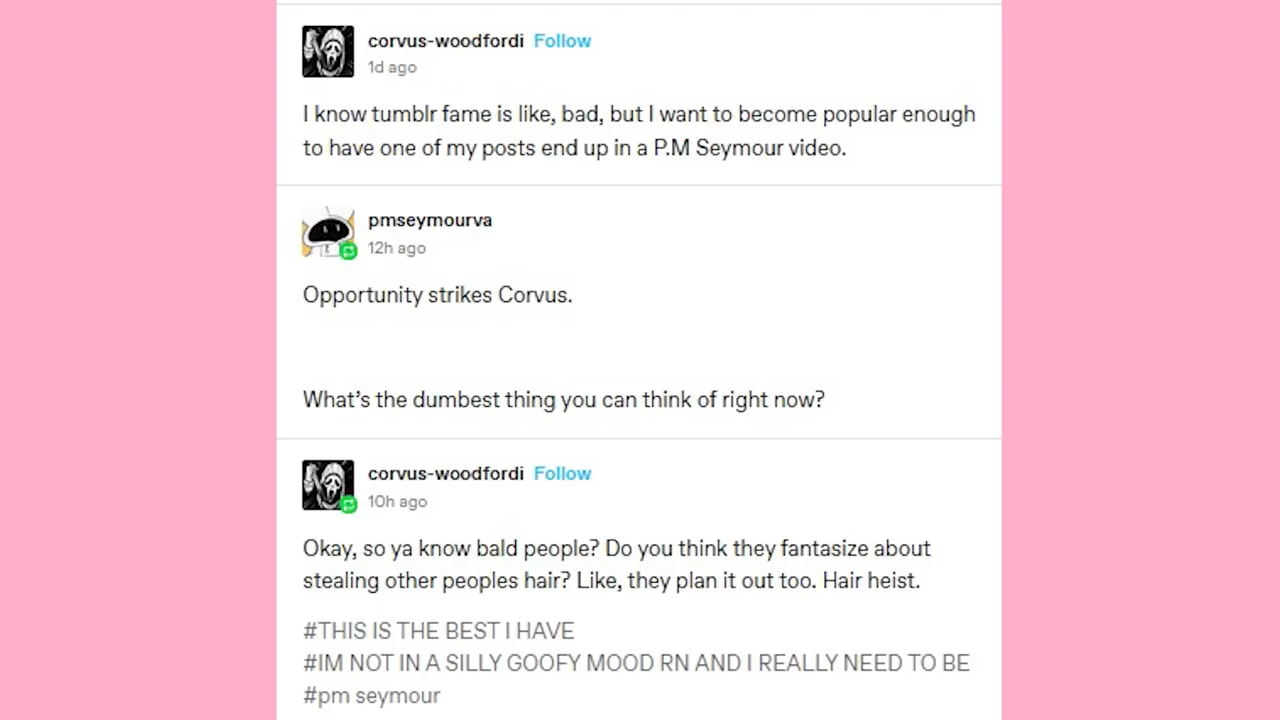 corvus-woodfordi Follow
1d ago
I know tumblr fame is like, bad, but I want to become popular enough
to have one of my posts end up in a P.M Seymour video.
pmseymourva
12h ago
Opportunity strikes Corvus.
What's the dumbest thing you can think of right now?
corvus-woodfordi Follow
10h ago
Okay, so ya know bald people? Do you think they fantasize about
stealing other peoples hair? Like, they plan it out too. Hair heist.
#THIS IS THE BEST I HAVE
#IM NOT IN A SILLY GOOFY MOOD RN AND I REALLY NEED TO BE
#pm seymour